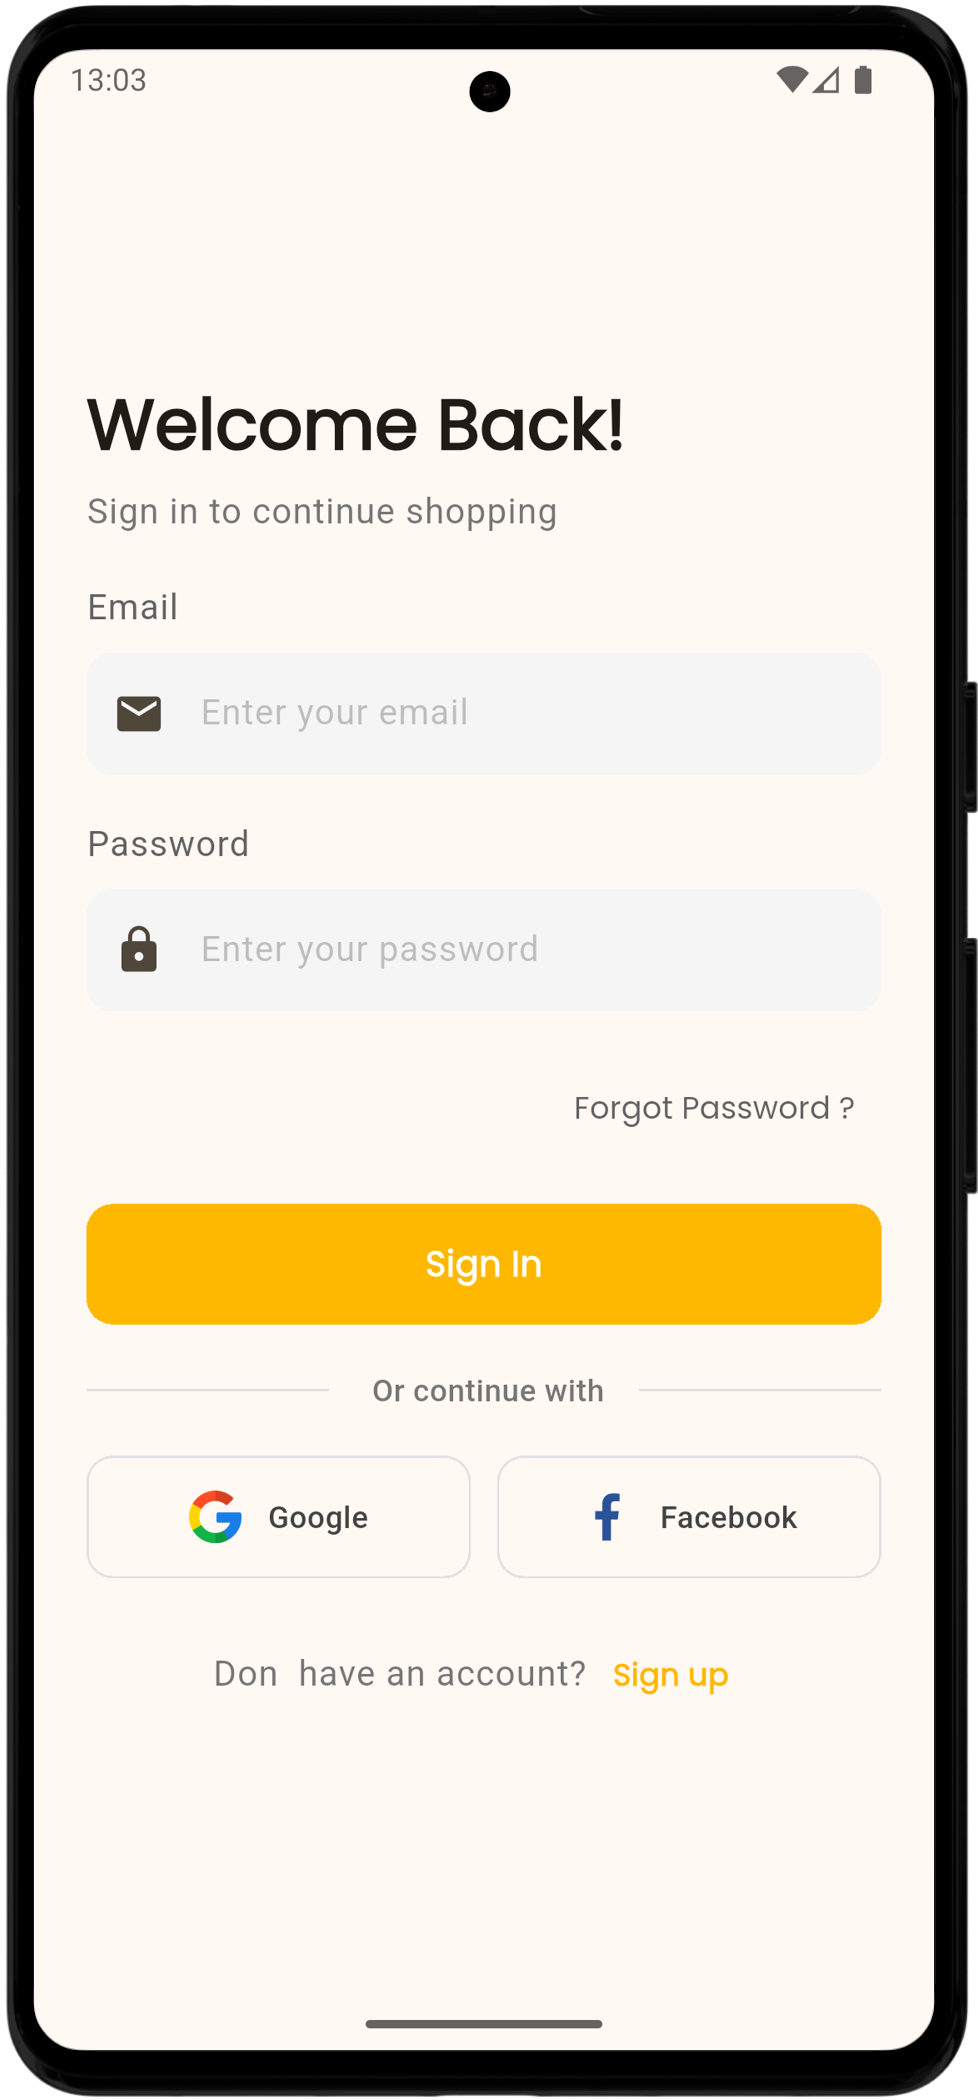 13:03
Welcome Back!
Sign in to continue shopping
Email
Enter your email
Password
Enter your password
Forgot Password ?
Sign In
Or continue with
Google
Facebook
Don  have an account? Sign up